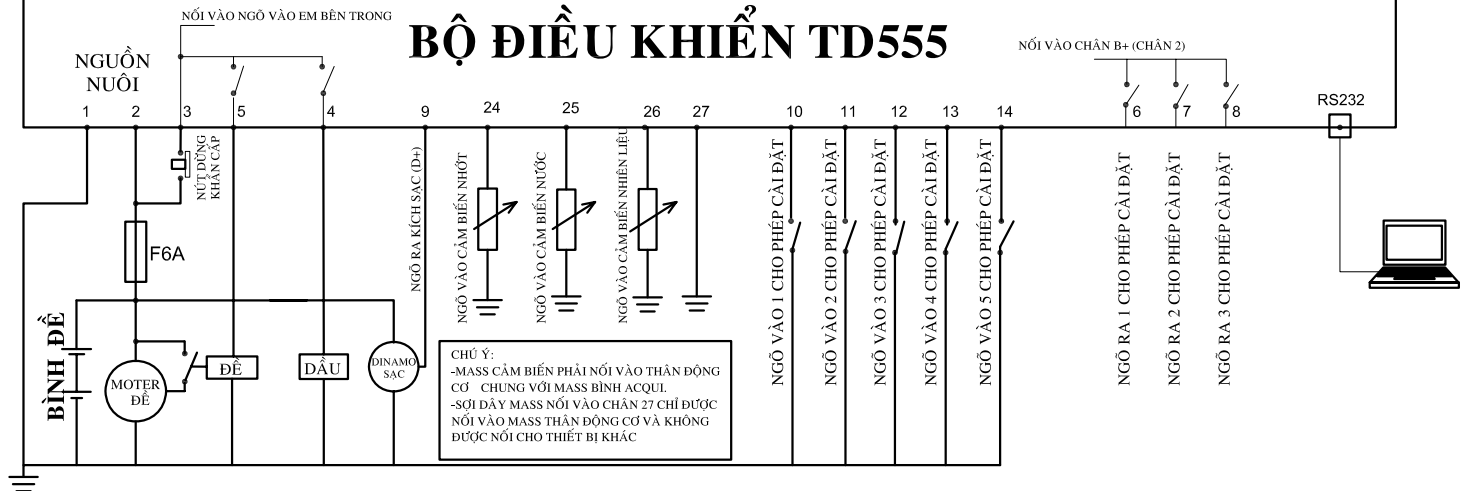 NỐI VÀO NGÕ VÀO EM BÊN TRONG
BỘ ĐIỀU KHIỂN TD555
NỐI VÀO CHÂN B+ (CHÂN 2)
NGUỒN
NUÔI
RS232
1
2
3
5
4
9
24
25
26
27
10
11
12
13
14
6
7
8
NÚT DỪNG
KHẨN CẤP
NGÕ RA KÍCH SẠC (D+)
NGÕ VÀO CẢM BIẾN NHỚT
NGÕ VÀO CẢM BIẾN NƯỚC
NGÕ VÀO CẢM BIẾN NHIÊN LIỆU
NGÕ VÀO 1 CHO PHÉP CÀI ĐẶT
NGÕ VÀO 2 CHO PHÉP CÀI ĐẶT
NGÕ VÀO 3 CHO PHÉP CÀI ĐẶT
NGÕ VÀO 4 CHO PHÉP CÀI ĐẶT
NGÕ VÀO 5 CHO PHÉP CÀI ĐẶT
NGÕ RA 1 CHO PHÉP CÀI ĐẶT
NGÕ RA 2 CHO PHÉP CÀI ĐẶT
NGÕ RA 3 CHO PHÉP CÀI ĐẶT
F6A
BÌNH ĐỀ
MOTER
ĐỀ
ĐỀ
DẦU
DINAMO
SẠC
CHÚ Ý:
-MASS CẢM BIẾN PHẢI NỐI VÀO THÂN ĐỘNG
CƠ CHUNG VỚI MASS BÌNH ACQUI.
-SỢI DÂY MASS NỐI VÀO CHÂN 27 CHỈ ĐƯỢC
NỐI VÀO MASS THÂN ĐỘNG CƠ VÀ KHÔNG
ĐƯỢC NỐI CHO THIẾT BỊ KHÁC